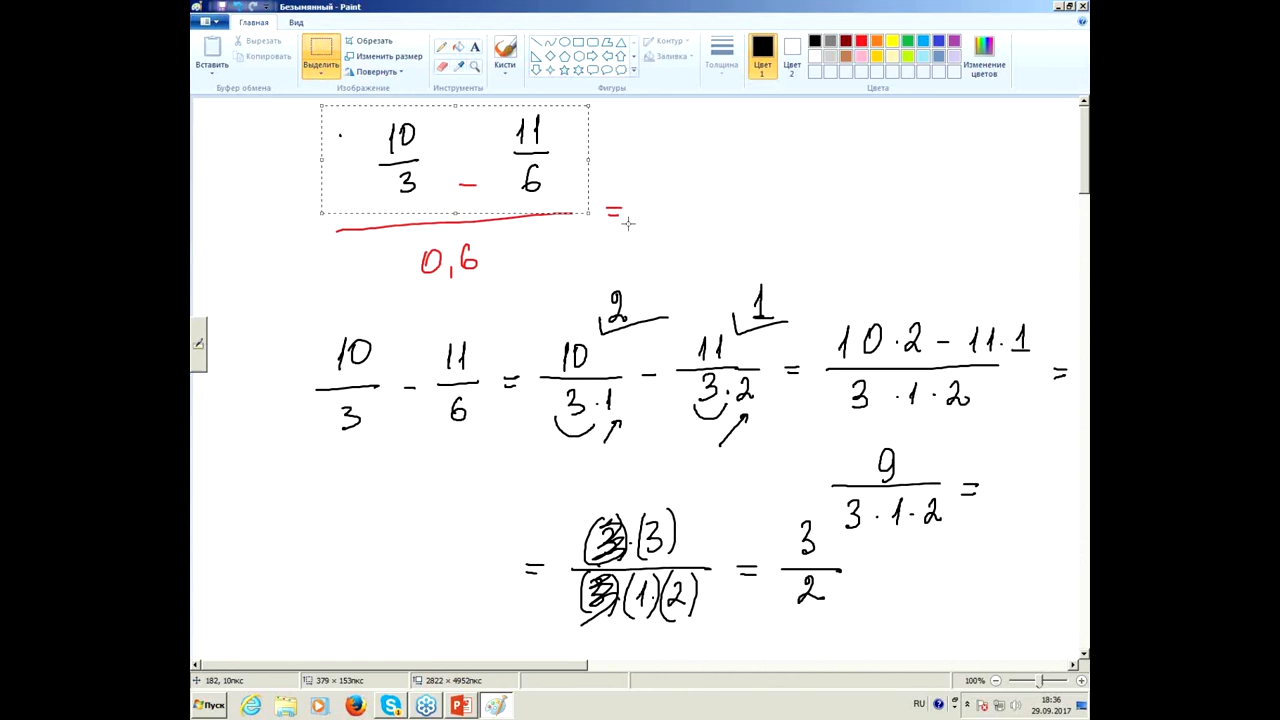 Безымянный - Paint
Главная Вид
Вставить
Вырезать
Копировать
Буфер обмена
Выделить
Обрезать
Изменить размер
Повернуть
Изображение
Инструменты
Кисти
Фигуры
Контур
Заливка
Толщина
Цвет 1
Цвет 2
Изменение цветов
Цвета
10 11
3 − 6
=
0,6
2 1
10/3 − 11/6 = 10/(3·1) − 11/(3·2) = (10·2 − 11·1)/(3·1·2) =
9/(3·1·2) =
= (3)·(3)/((3)(1)·(2)) = 3/2
182, 10пкс 379 × 153пкс 2822 × 4952пкс 100%
Пуск RU 18:36
29.09.2017